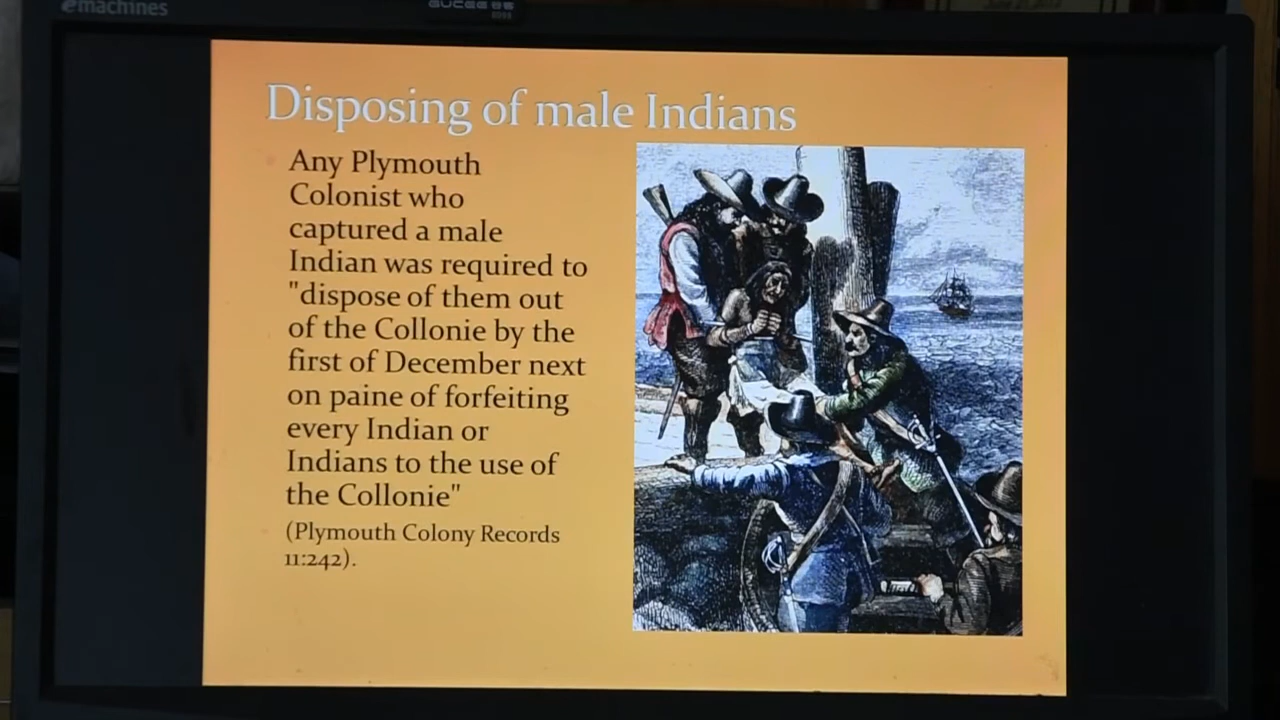 emachines
Disposing of male Indians
Any Plymouth
Colonist who
captured a male
Indian was required to
"dispose of them out
of the Collonie by the
first of December next
on paine of forfeiting
every Indian or
Indians to the use of
the Collonie"
(Plymouth Colony Records
11:242).